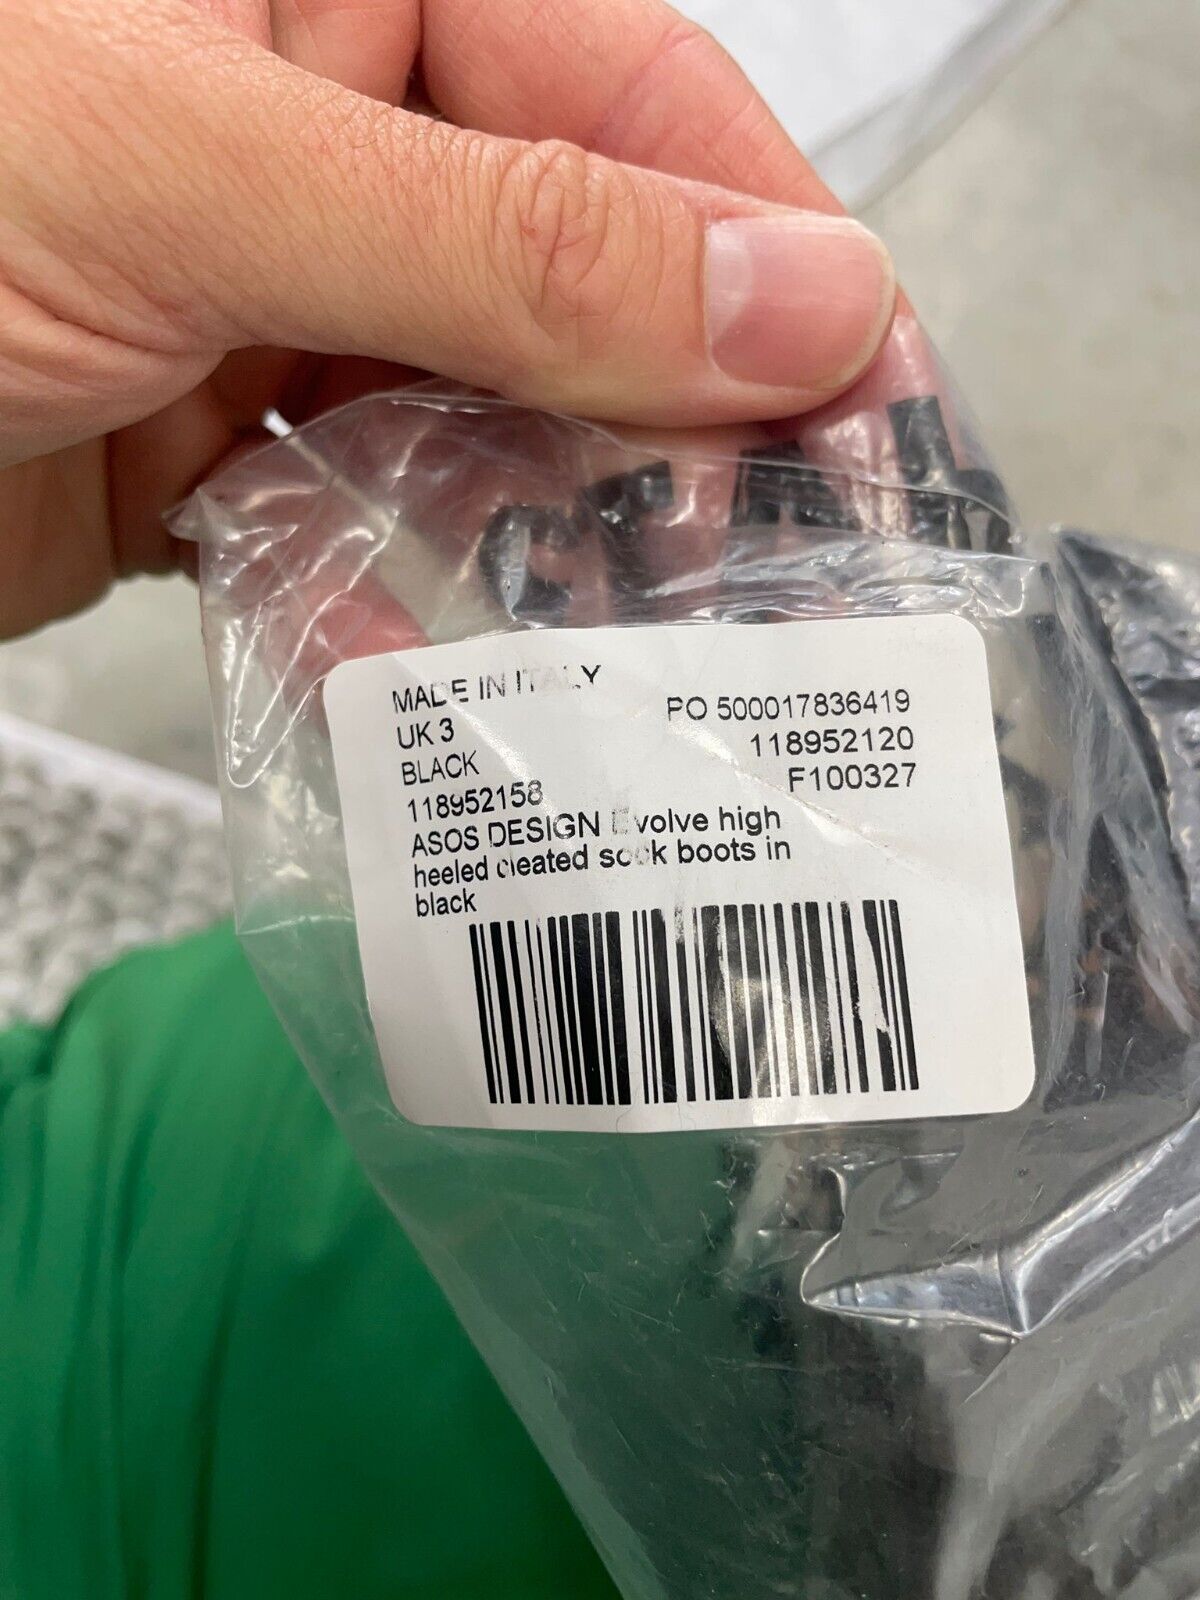 MADE IN ITALY
UK 3
BLACK
118952158
PO 500017836419
118952120
F100327
ASOS DESIGN Evolve high
heeled cleated sock boots in
black